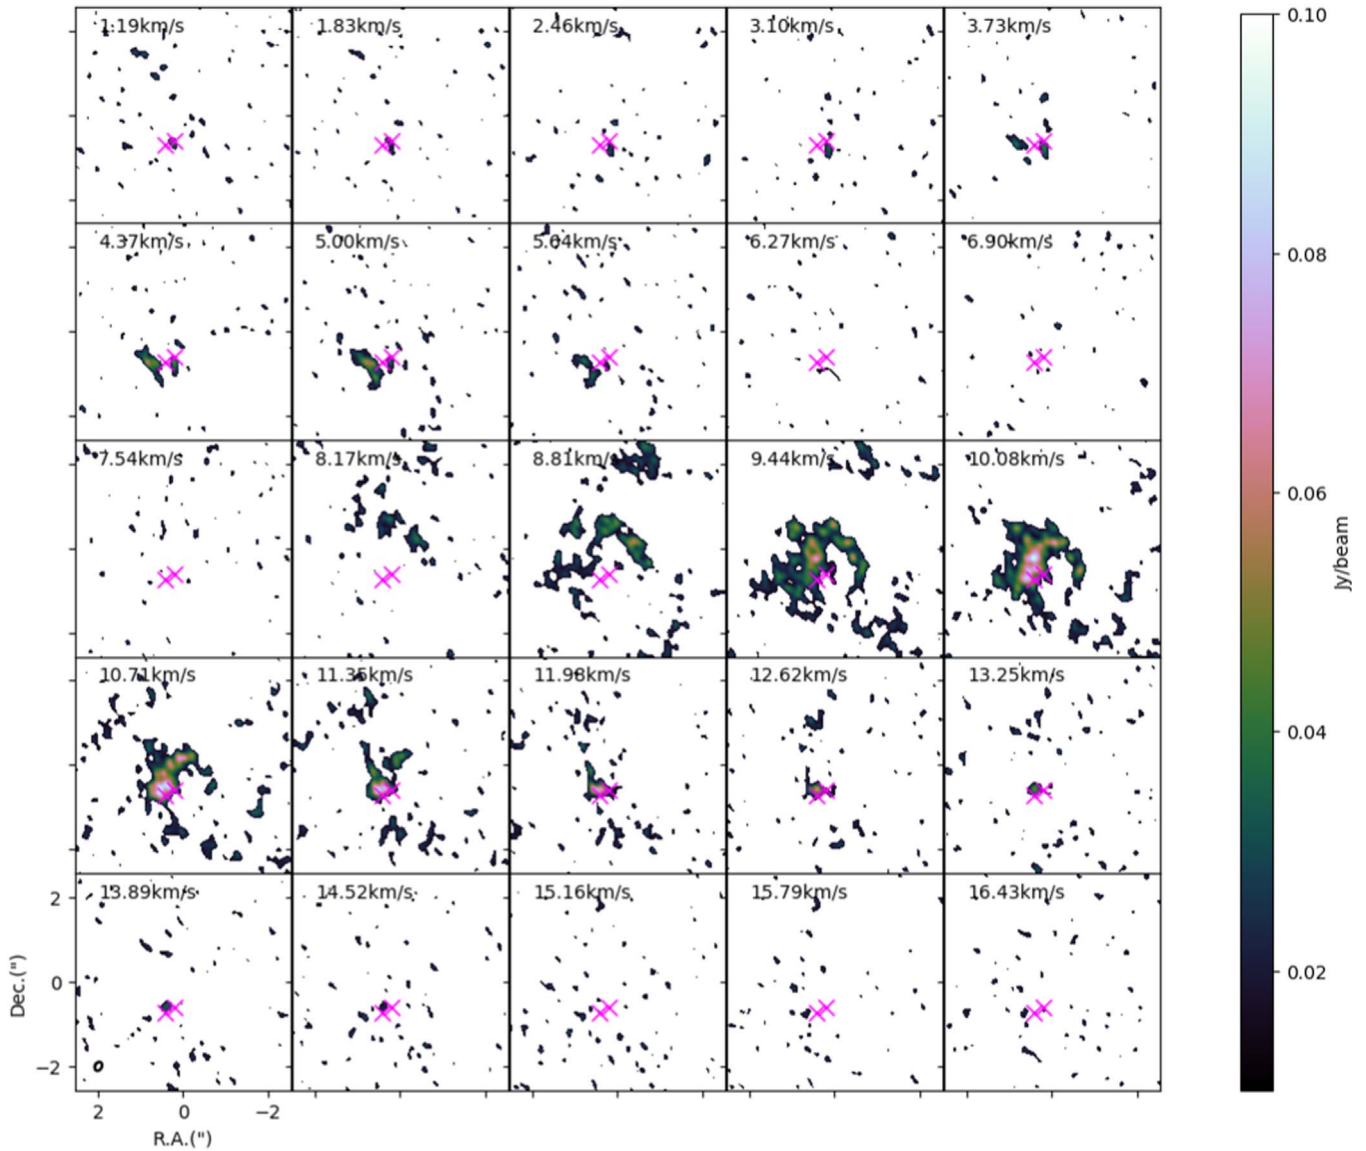 1.19km/s 1.83km/s 2.46km/s 3.10km/s 3.73km/s 0.10
4.37km/s 5.00km/s 5.64km/s 6.27km/s 6.90km/s 0.08
7.54km/s 8.17km/s 8.81km/s 9.44km/s 10.08km/s 0.06
Jy/beam
10.71km/s 11.35km/s 11.98km/s 12.62km/s 13.25km/s 0.04
13.89km/s 14.52km/s 15.16km/s 15.79km/s 16.43km/s 0.02
2
0
−2
Dec.(")
2 0 −2
R.A.(")